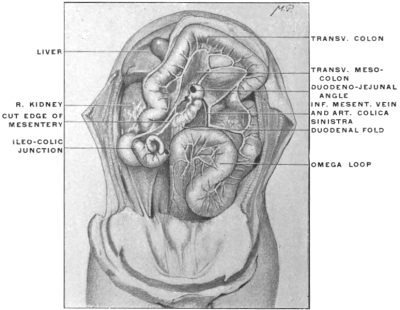 M.P.
LIVER
R. KIDNEY
CUT EDGE OF
MESENTERY
iLEO-COLIC
JUNCTION
TRANSV. COLON
TRANSV. MESO-
COLON
DUODENO-JEJUNAL
ANGLE
INF. MESENT. VEIN
AND ART. COLICA
SINISTRA
DUODENAL FOLD
OMEGA LOOP